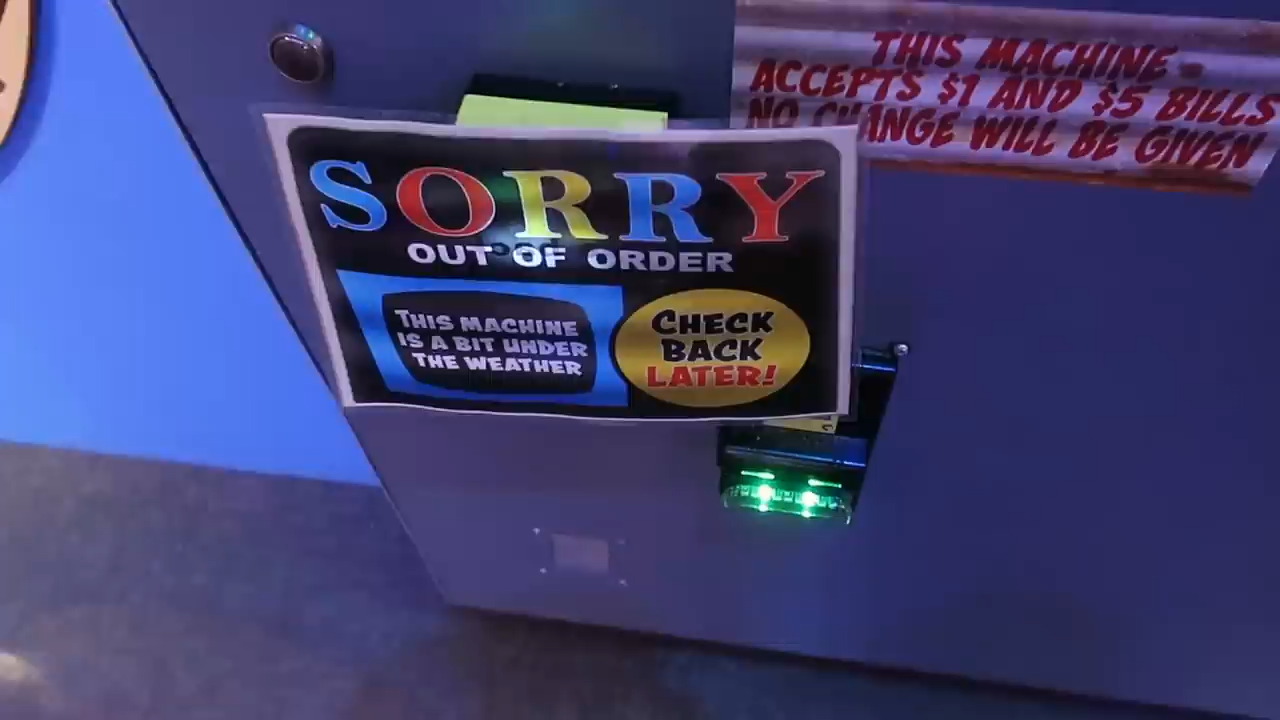 THIS MACHINE
ACCEPTS $1 AND $5 BILLS
NO CHANGE WILL BE GIVEN
SORRY
OUT OF ORDER
THIS MACHINE
IS A BIT UNDER
THE WEATHER
CHECK
BACK
LATER!